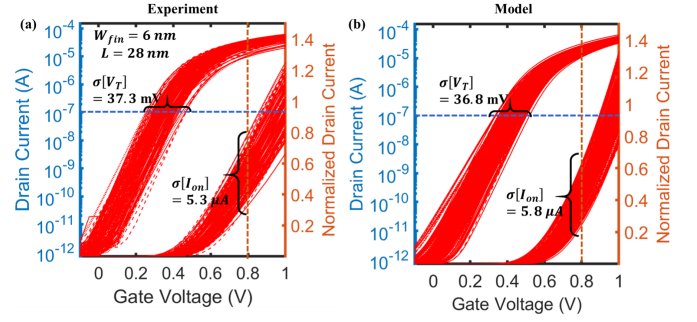 Experiment
Model
(a)
(b)
W_fin = 6 nm
L = 28 nm
σ[V_T]
= 37.3 mV
σ[I_on]
= 5.3 μA
Drain Current (A)
10^-4
10^-5
10^-6
10^-7
10^-8
10^-9
10^-10
10^-11
10^-12
0 0.2 0.4 0.6 0.8 1
Gate Voltage (V)
1.4
1.2
1
0.8
0.6
0.4
0.2
Normalized Drain Current
σ[V_T]
= 36.8 mV
σ[I_on]
= 5.8 μA
Drain Current (A)
10^-4
10^-5
10^-6
10^-7
10^-8
10^-9
10^-10
10^-11
10^-12
0 0.2 0.4 0.6 0.8 1
Gate Voltage (V)
1.4
1.2
1
0.8
0.6
0.4
0.2
Normalized Drain Current